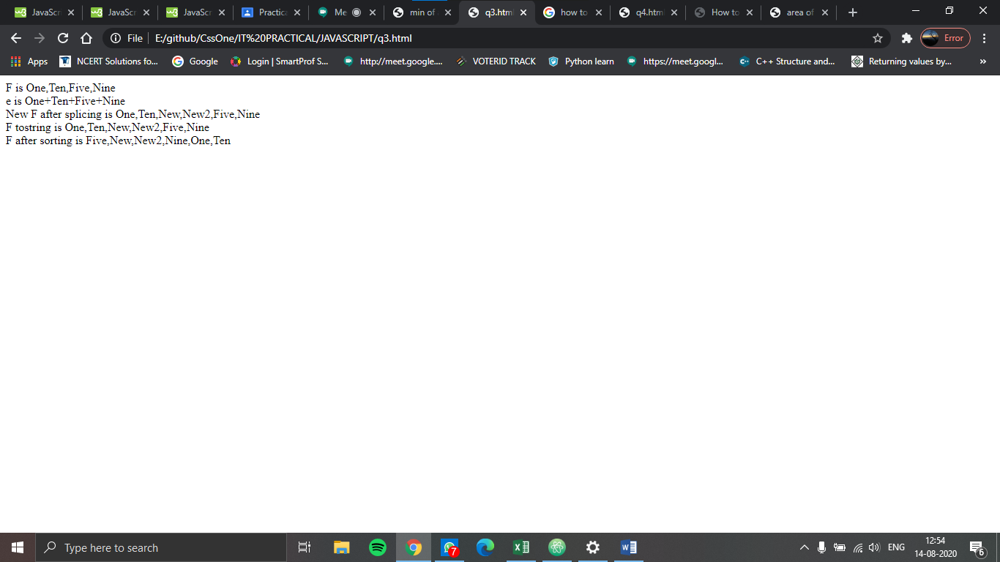 JavaScr JavaScr JavaScr Practica Me min of q3.htm how to q4.htm How to area of
File E:/github/CssOne/IT%20PRACTICAL/JAVASCRIPT/q3.html Error
Apps NCERT Solutions fo... Google Login | SmartProf S... http://meet.google.... VOTERID TRACK Python learn https://meet.googl... C++ Structure and... Returning values by... »
F is One,Ten,Five,Nine
e is One+Ten+Five+Nine
New F after splicing is One,Ten,New,New2,Five,Nine
F tostring is One,Ten,New,New2,Five,Nine
F after sorting is Five,New,New2,Nine,One,Ten
Type here to search 7 ENG 12:54
14-08-2020 6